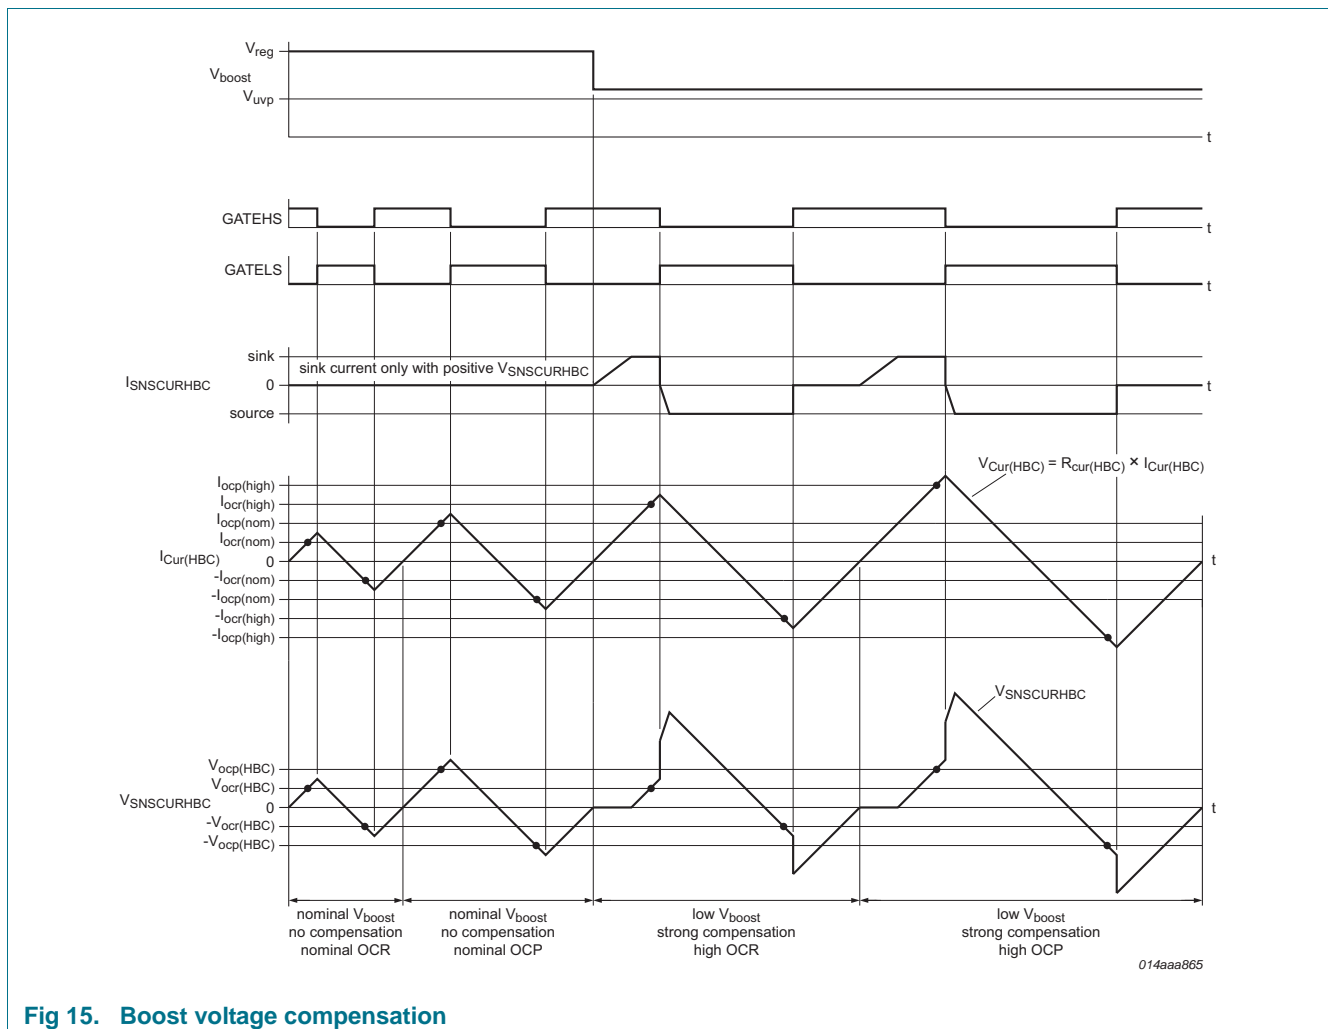 Vreg
Vboost
Vuvp
t
GATEHS
t
GATELS
t
sink
sink current only with positive VSNSCURHBC
ISNSCURHBC
0
t
source
VCur(HBC) = Rcur(HBC) × ICur(HBC)
Iocp(high)
Iocr(high)
Iocp(nom)
Iocr(nom)
ICur(HBC)
0
t
-Iocr(nom)
-Iocp(nom)
-Iocr(high)
-Iocp(high)
VSNSCURHBC
Vocp(HBC)
Vocr(HBC)
VSNSCURHBC
0
t
-Vocr(HBC)
-Vocp(HBC)
nominal Vboost
no compensation
nominal OCR
nominal Vboost
no compensation
nominal OCP
low Vboost
strong compensation
high OCR
low Vboost
strong compensation
high OCP
014aaa865
Fig 15. Boost voltage compensation